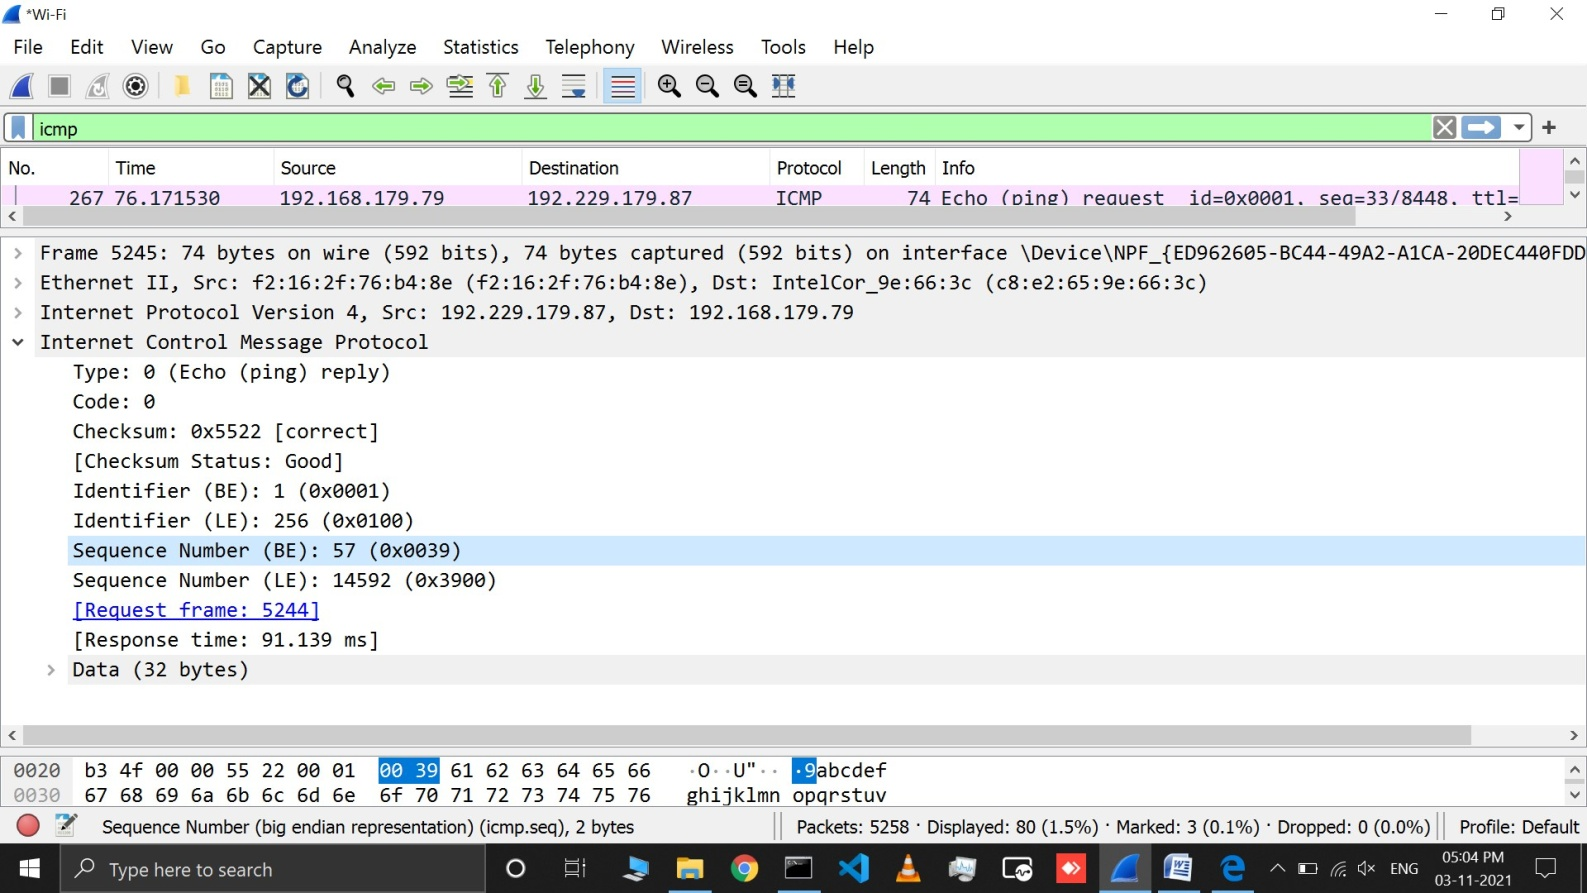 *Wi-Fi
File Edit View Go Capture Analyze Statistics Telephony Wireless Tools Help
icmp
No. Time Source Destination Protocol Length Info
267 76.171530 192.168.179.79 192.229.179.87 ICMP 74 Echo (ping) request id=0x0001, seq=33/8448, ttl=
Frame 5245: 74 bytes on wire (592 bits), 74 bytes captured (592 bits) on interface \Device\NPF_{ED962605-BC44-49A2-A1CA-20DEC440FDD
Ethernet II, Src: f2:16:2f:76:b4:8e (f2:16:2f:76:b4:8e), Dst: IntelCor_9e:66:3c (c8:e2:65:9e:66:3c)
Internet Protocol Version 4, Src: 192.229.179.87, Dst: 192.168.179.79
Internet Control Message Protocol
Type: 0 (Echo (ping) reply)
Code: 0
Checksum: 0x5522 [correct]
[Checksum Status: Good]
Identifier (BE): 1 (0x0001)
Identifier (LE): 256 (0x0100)
Sequence Number (BE): 57 (0x0039)
Sequence Number (LE): 14592 (0x3900)
[Request frame: 5244]
[Response time: 91.139 ms]
Data (32 bytes)
0020 b3 4f 00 00 55 22 00 01 00 39 61 62 63 64 65 66 ·O··U"·· ·9abcdef
0030 67 68 69 6a 6b 6c 6d 6e 6f 70 71 72 73 74 75 76 ghijklmn opqrstuv
Sequence Number (big endian representation) (icmp.seq), 2 bytes Packets: 5258 · Displayed: 80 (1.5%) · Marked: 3 (0.1%) · Dropped: 0 (0.0%) Profile: Default
Type here to search ENG 05:04 PM
03-11-2021